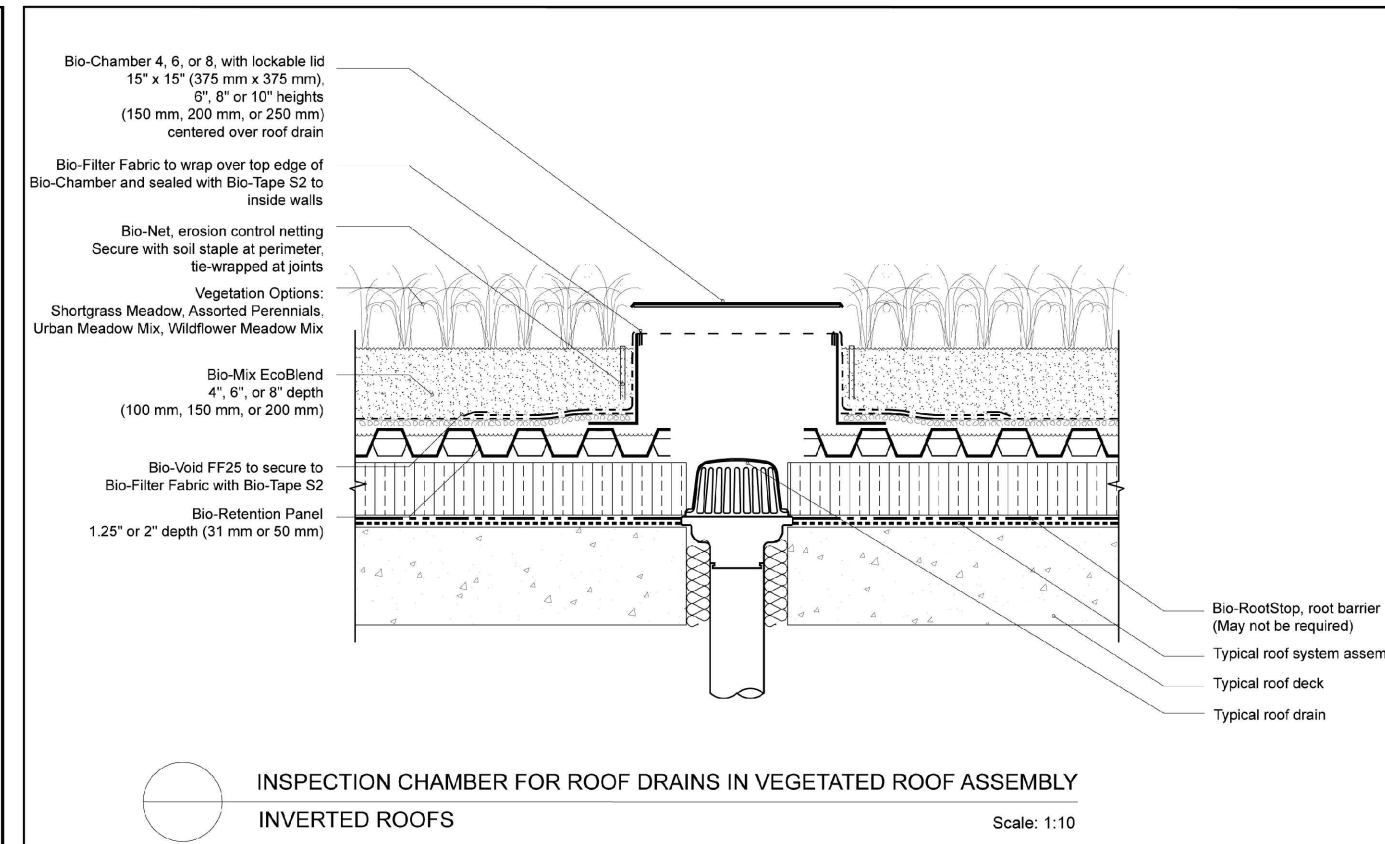 Bio-Chamber 4, 6, or 8, with lockable lid
15" x 15" (375 mm x 375 mm),
6", 8" or 10" heights
(150 mm, 200 mm, or 250 mm)
centered over roof drain
Bio-Filter Fabric to wrap over top edge of
Bio-Chamber and sealed with Bio-Tape S2 to
inside walls
Bio-Net, erosion control netting
Secure with soil staple at perimeter,
tie-wrapped at joints
Vegetation Options:
Shortgrass Meadow, Assorted Perennials,
Urban Meadow Mix, Wildflower Meadow Mix
Bio-Mix EcoBlend
4", 6", or 8" depth
(100 mm, 150 mm, or 200 mm)
Bio-Void FF25 to secure to
Bio-Filter Fabric with Bio-Tape S2
Bio-Retention Panel
1.25" or 2" depth (31 mm or 50 mm)
Bio-RootStop, root barrier
(May not be required)
Typical roof system assem
Typical roof deck
Typical roof drain
INSPECTION CHAMBER FOR ROOF DRAINS IN VEGETATED ROOF ASSEMBLY
INVERTED ROOFS
Scale: 1:10